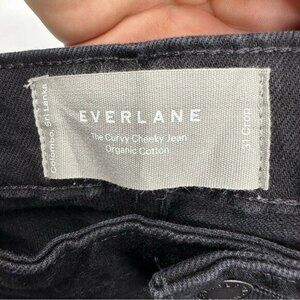 Colombo, Sri Lanka
EVERLANE
The Curvy Cheeky Jean
Organic Cotton
31 Crop